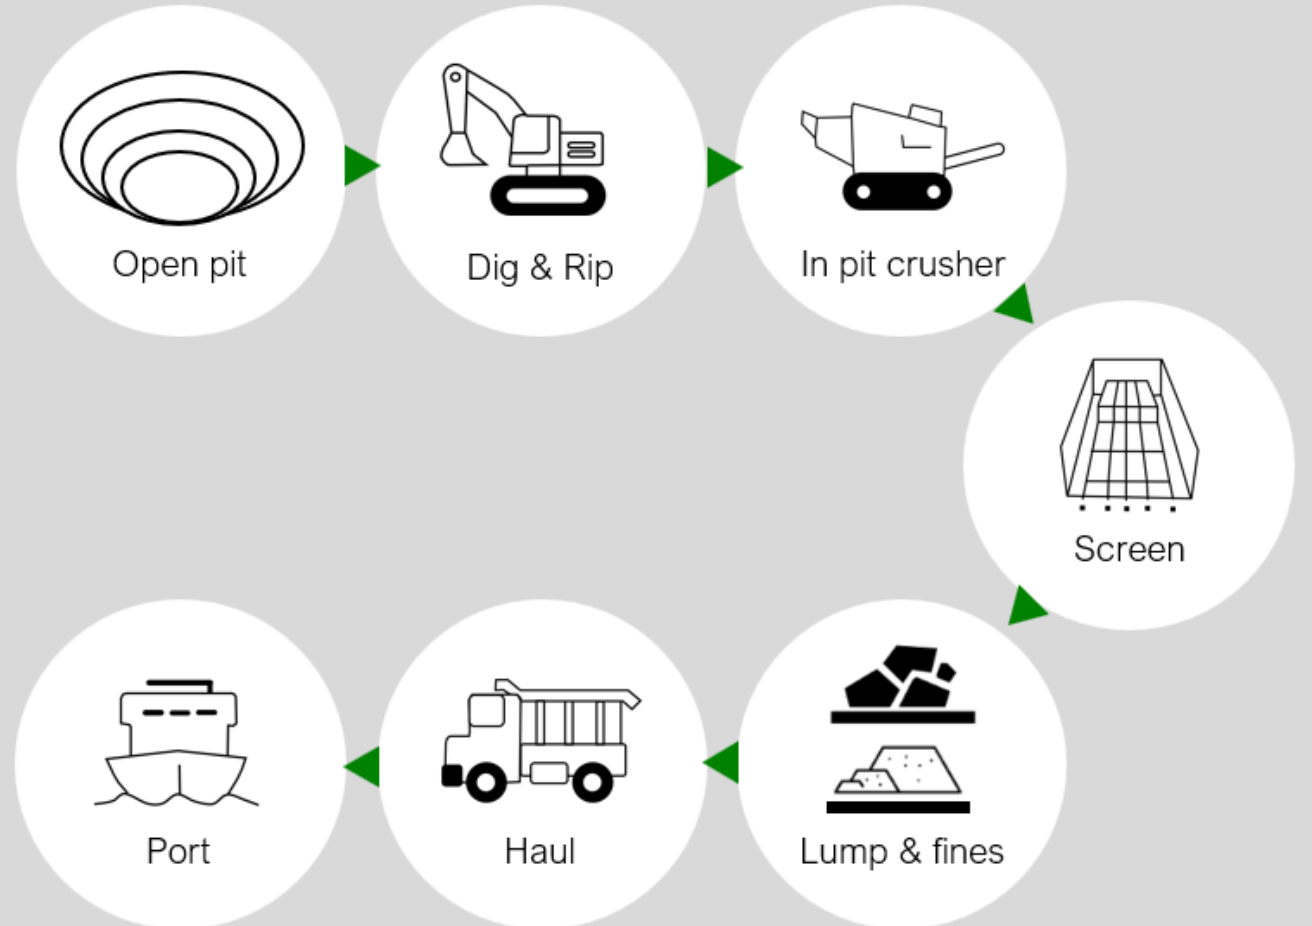 Open pit
Dig & Rip
In pit crusher
Screen
Lump & fines
Haul
Port